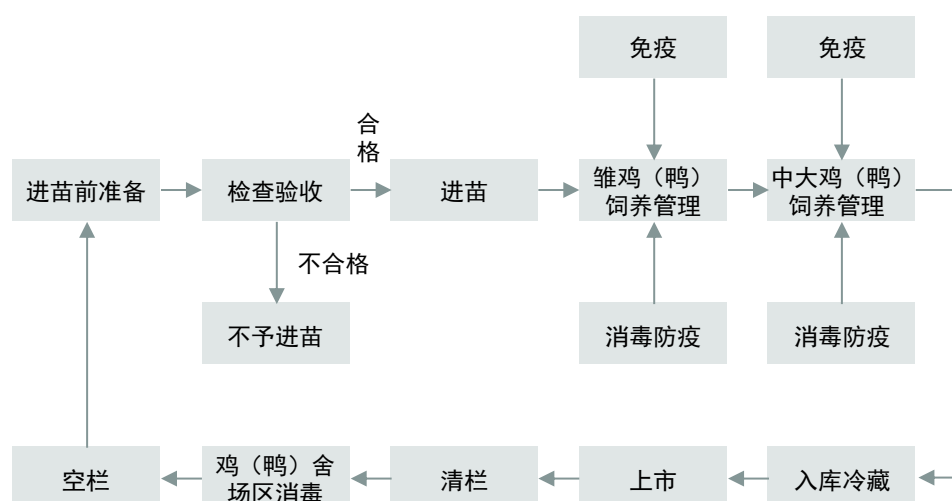 免疫
免疫
合
格
进苗前准备
检查验收
进苗
雏鸡（鸭）
饲养管理
中大鸡（鸭）
饲养管理
不合格
不予进苗
消毒防疫
消毒防疫
空栏
鸡（鸭）舍
场区消毒
清栏
上市
入库冷藏